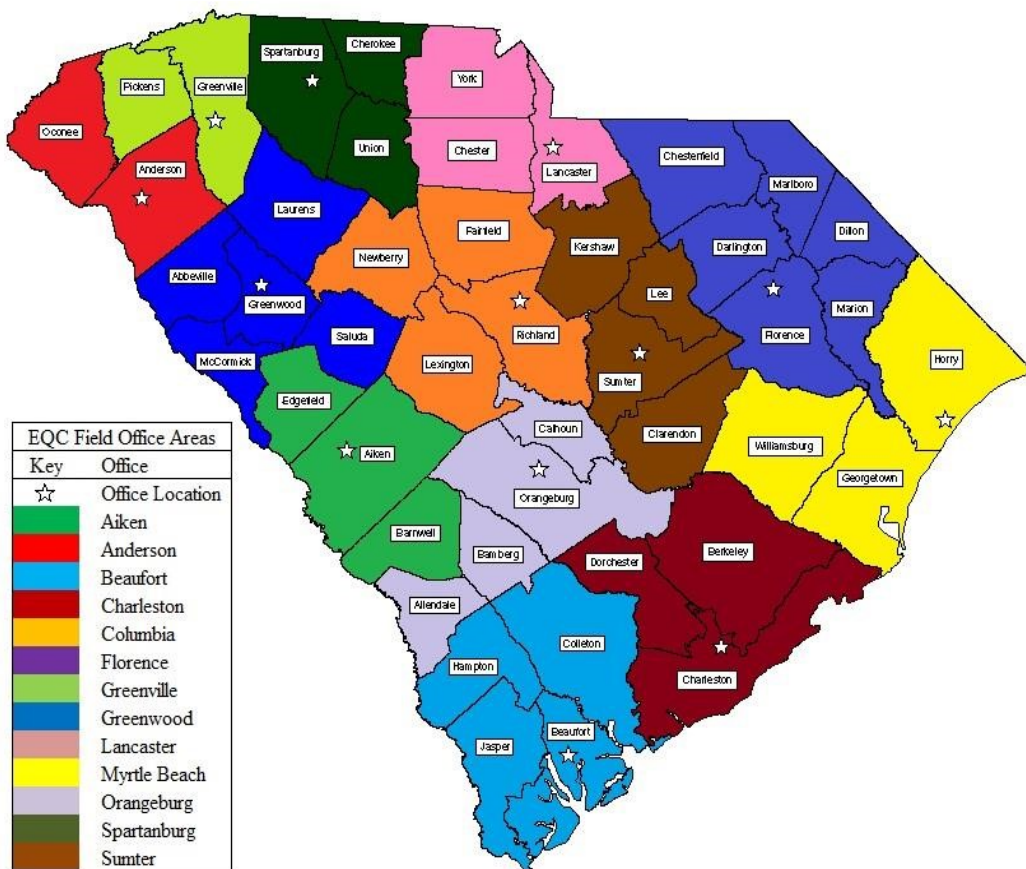 Cherokee
Spartanburg
York
Pickens
Greenville
Oconee
Union
Chester
Lancaster
Chesterfield
Anderson
Marlboro
Laurens
Dillon
Fairfield
Kershaw
Darlington
Newberry
Abbeville
Lee
Greenwood
Marion
Saluda
Richland
Florence
McCormick
Lexington
Horry
Sumter
Edgefield
Calhoun
Clarendon
Williamsburg
Aiken
Georgetown
Orangeburg
Barnwell
Bamberg
Berkeley
Dorchester
Allendale
Colleton
Hampton
Charleston
Beaufort
Jasper
EQC Field Office Areas
Key Office
Office Location
Aiken
Anderson
Beaufort
Charleston
Columbia
Florence
Greenville
Greenwood
Lancaster
Myrtle Beach
Orangeburg
Spartanburg
Sumter